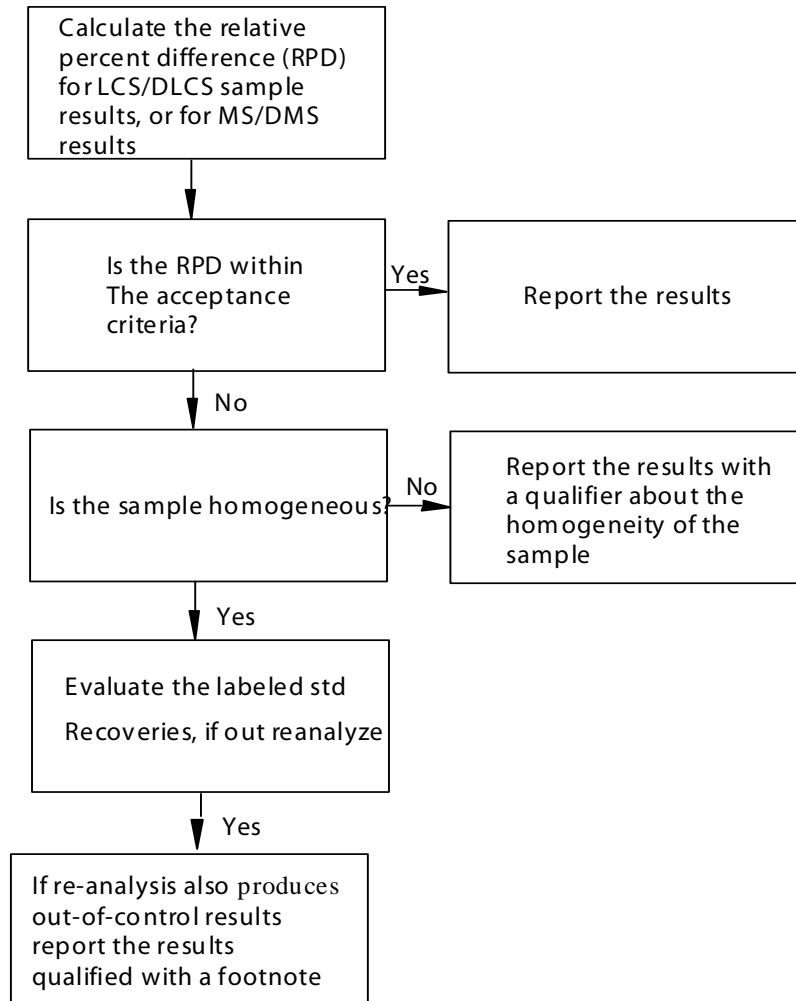 Calculate the relative
percent difference (RPD)
for LCS/DLCS sample
results, or for MS/DMS
results
Is the RPD within
The acceptance
criteria?
Yes
Report the results
No
Is the sample homogeneous?
No
Report the results with
a qualifier about the
homogeneity of the
sample
Yes
Evaluate the labeled std
Recoveries, if out reanalyze
Yes
If re-analysis also produces
out-of-control results
report the results
qualified with a footnote